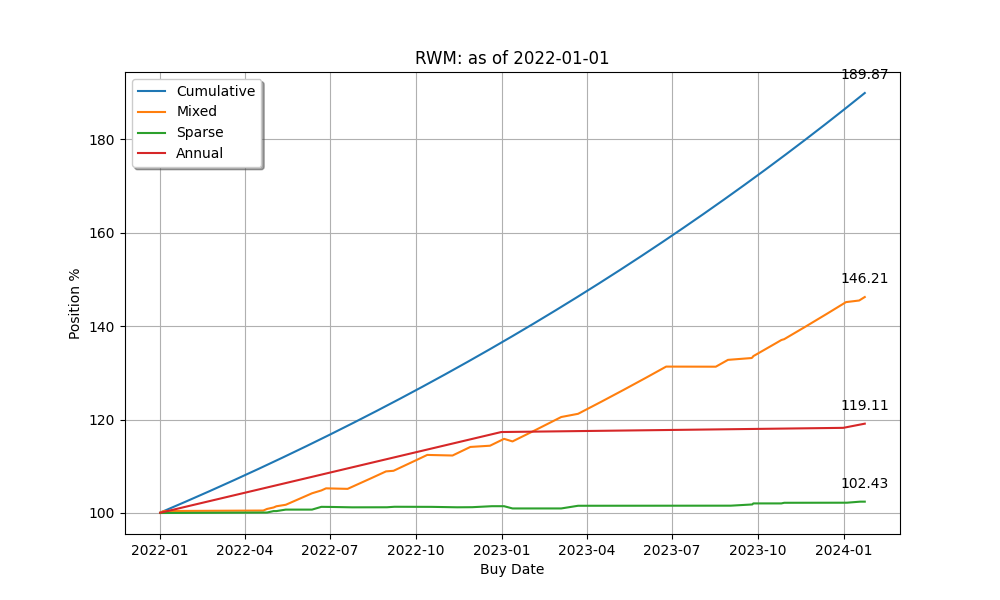 RWM: as of 2022-01-01
189.87
Cumulative
Mixed
Sparse
Annual
180
160
146.21
140
120
119.11
102.43
100
Position %
2022-01 2022-04 2022-07 2022-10 2023-01 2023-04 2023-07 2023-10 2024-01
Buy Date